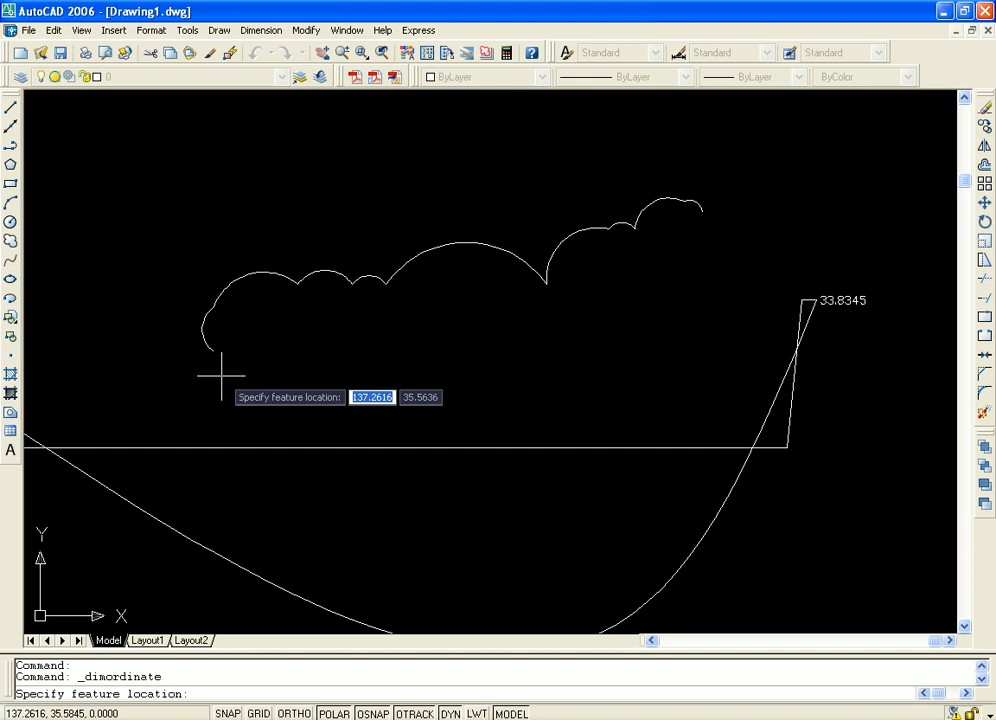 AutoCAD 2006 - [Drawing1.dwg]
File Edit View Insert Format Tools Draw Dimension Modify Window Help Express
Standard Standard Standard
0 ByLayer ByLayer ByLayer ByColor
33.8345
Specify feature location: 137.2616 35.5636
A
Y
X
Model Layout1 Layout2
Command:
Command: _dimordinate
Specify feature location:
137.2616, 35.5845, 0.0000 SNAP GRID ORTHO POLAR OSNAP OTRACK DYN LWT MODEL